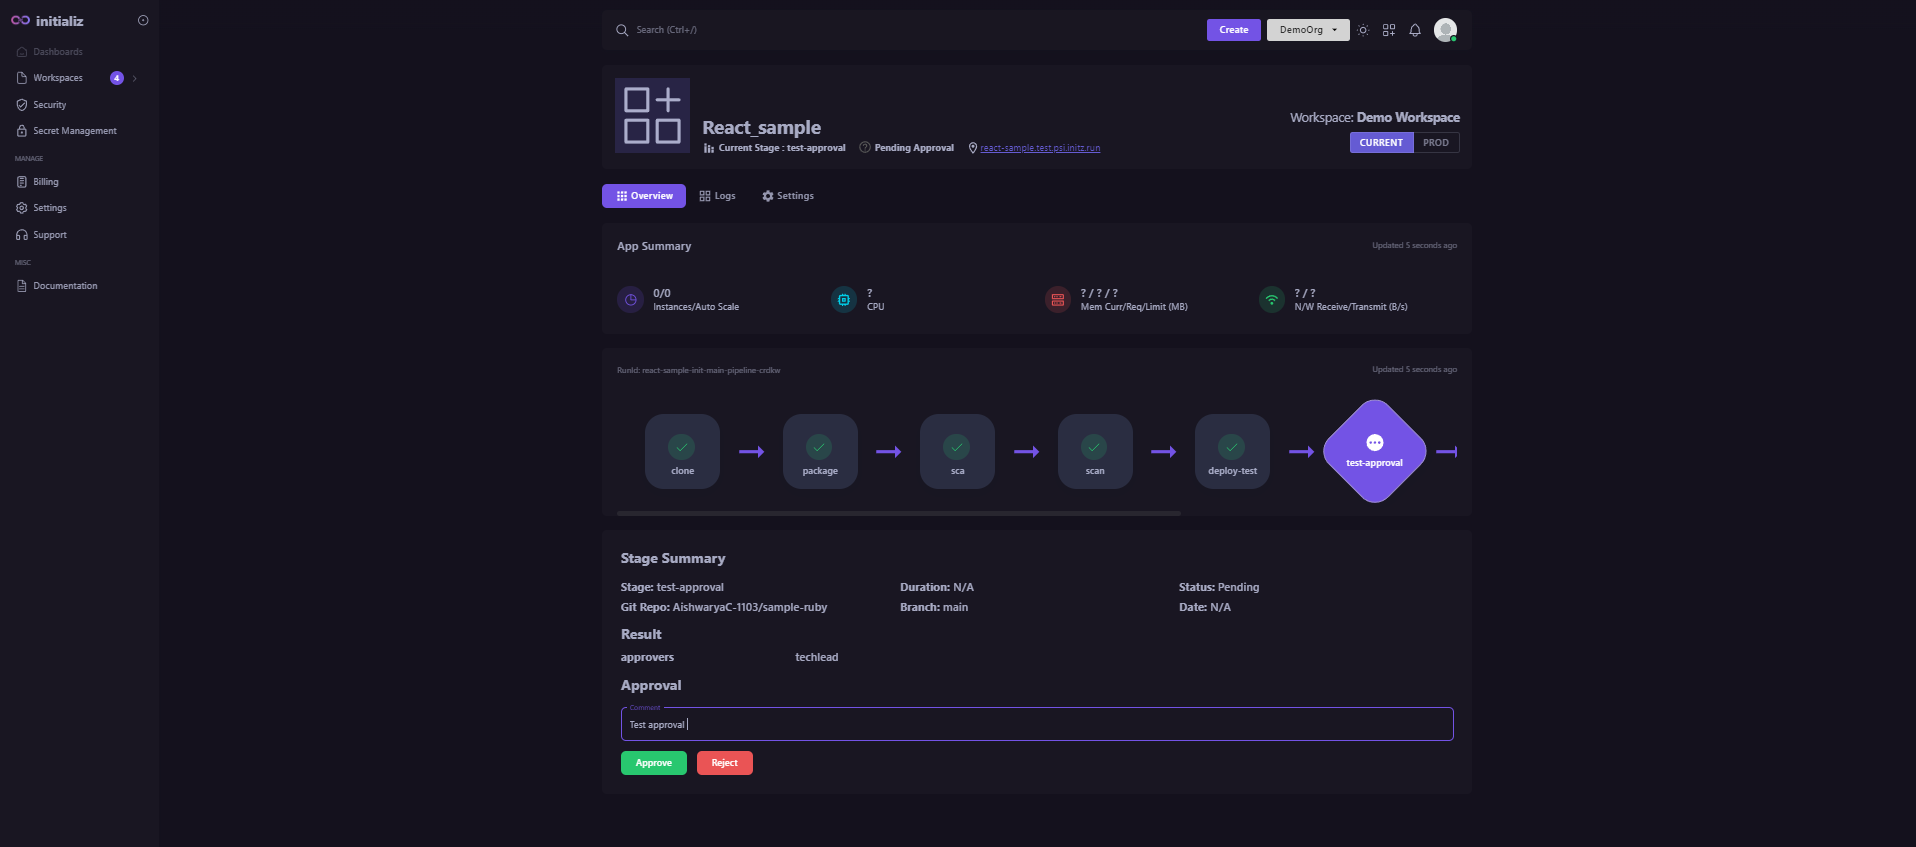 initializ
Dashboards
Workspaces 4
Security
Secret Management
MANAGE
Billing
Settings
Support
MISC
Documentation
Search (Ctrl+/)
Create
DemoOrg
React_sample
Current Stage : test-approval
Pending Approval
react-sample.test.psi.initz.run
Workspace: Demo Workspace
CURRENT
PROD
Overview
Logs
Settings
App Summary
Updated 5 seconds ago
0/0
Instances/Auto Scale
?
CPU
? / ? / ?
Mem Curr/Req/Limit (MB)
? / ?
N/W Receive/Transmit (B/s)
RunId: react-sample-init-main-pipeline-crdkw
Updated 5 seconds ago
clone
package
sca
scan
deploy-test
test-approval
Stage Summary
Stage: test-approval
Duration: N/A
Status: Pending
Git Repo: AishwaryaC-1103/sample-ruby
Branch: main
Date: N/A
Result
approvers
techlead
Approval
Comment
Test approval
Approve
Reject